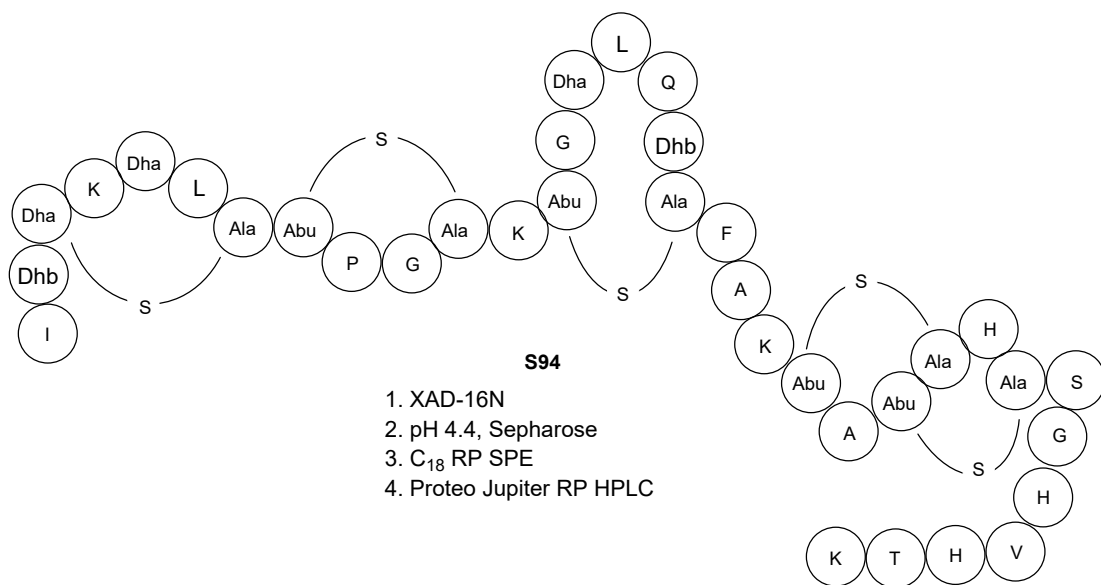 I
Dhb
Dha
K
Dha
L
Ala
S
Abu
P
G
Ala
S
K
Abu
G
Dha
L
Q
Dhb
Ala
S
F
A
K
Abu
A
Abu
Ala
S
H
Ala
S
S
G
H
V
H
T
K
S94
1. XAD-16N
2. pH 4.4, Sepharose
3. C₁₈ RP SPE
4. Proteo Jupiter RP HPLC